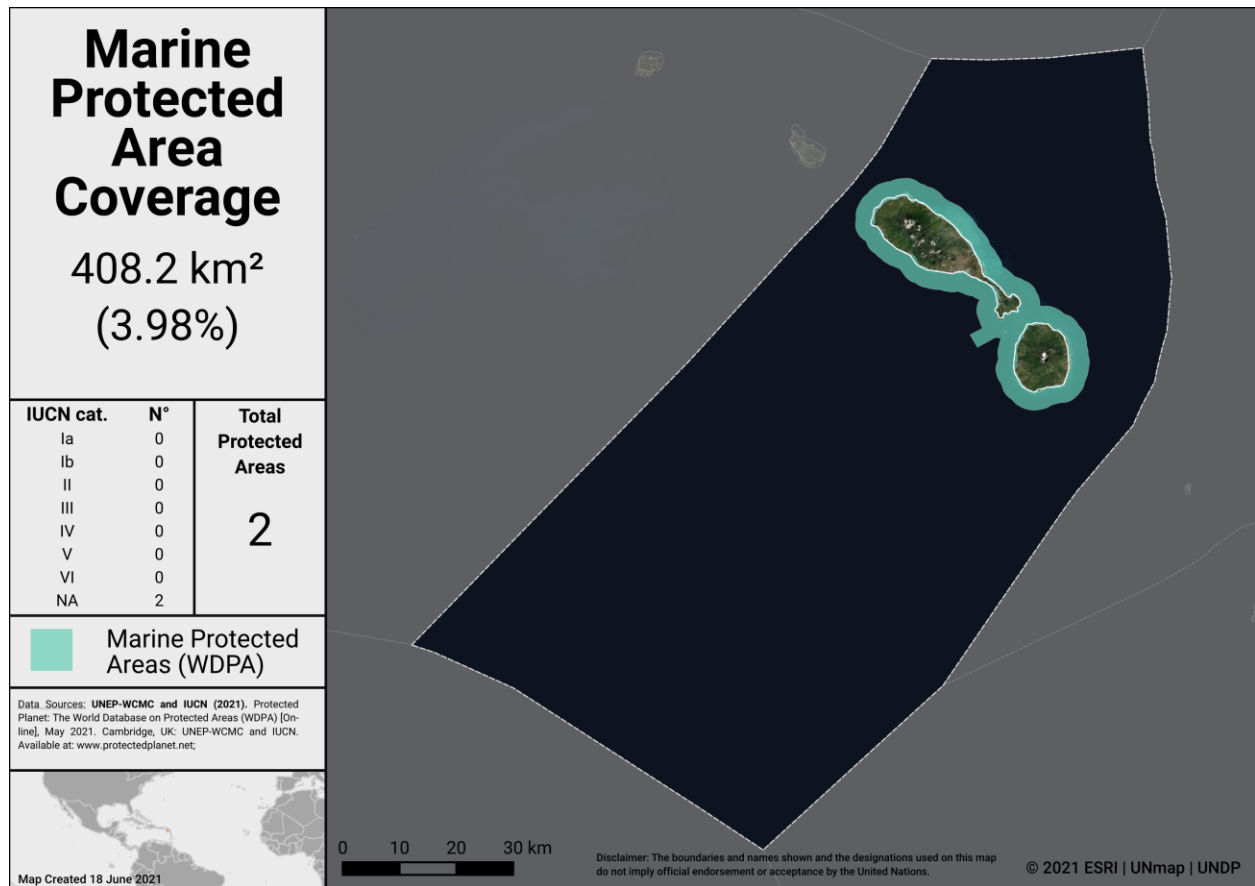 Marine
Protected
Area
Coverage
408.2 km²
(3.98%)
IUCN cat. N°
Ia 0
Ib 0
II 0
III 0
IV 0
V 0
VI 0
NA 2
Total
Protected
Areas
2
Marine Protected
Areas (WDPA)
Data Sources: UNEP-WCMC and IUCN (2021). Protected
Planet: The World Database on Protected Areas (WDPA) [On-
line], May 2021. Cambridge, UK: UNEP-WCMC and IUCN.
Available at: www.protectedplanet.net;
Map Created 18 June 2021
0 10 20 30 km
Disclaimer: The boundaries and names shown and the designations used on this map
do not imply official endorsement or acceptance by the United Nations.
© 2021 ESRI | UNmap | UNDP